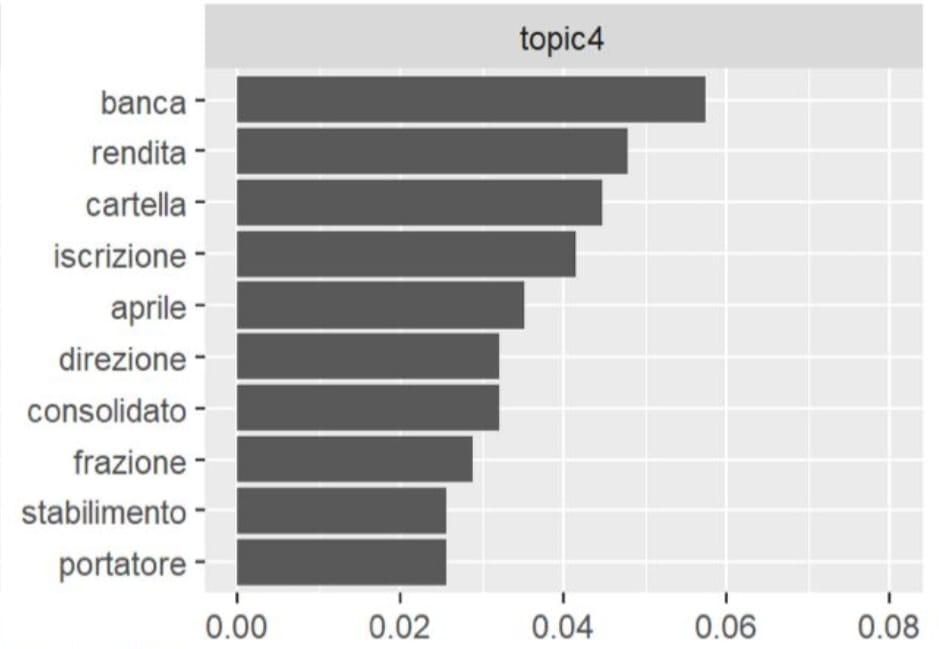 topic4
banca
rendita
cartella
iscrizione
aprile
direzione
consolidato
frazione
stabilimento
portatore
0.00 0.02 0.04 0.06 0.08